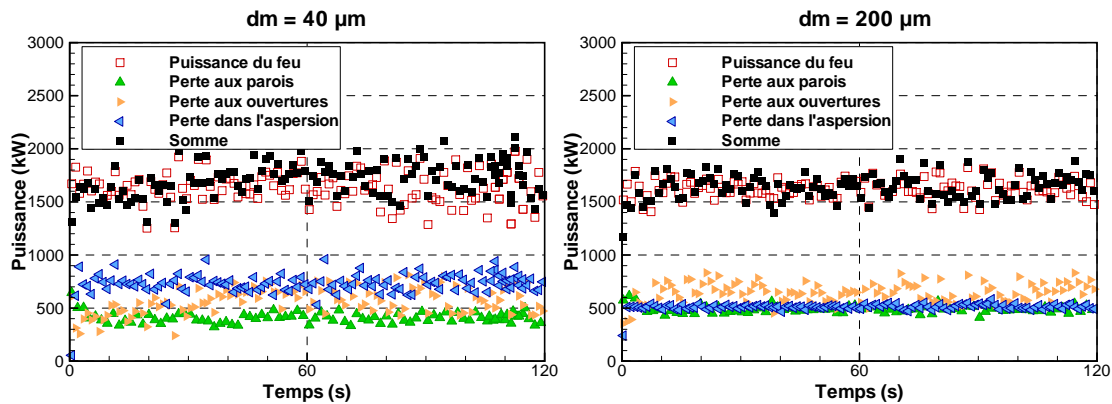 dm = 40 µm
3000
2500
2000
1500
1000
500
0
Puissance (kW)
Puissance du feu
Perte aux parois
Perte aux ouvertures
Perte dans l'aspersion
Somme
0
60
120
Temps (s)
dm = 200 µm
3000
2500
2000
1500
1000
500
0
Puissance (kW)
Puissance du feu
Perte aux parois
Perte aux ouvertures
Perte dans l'aspersion
Somme
0
60
120
Temps (s)